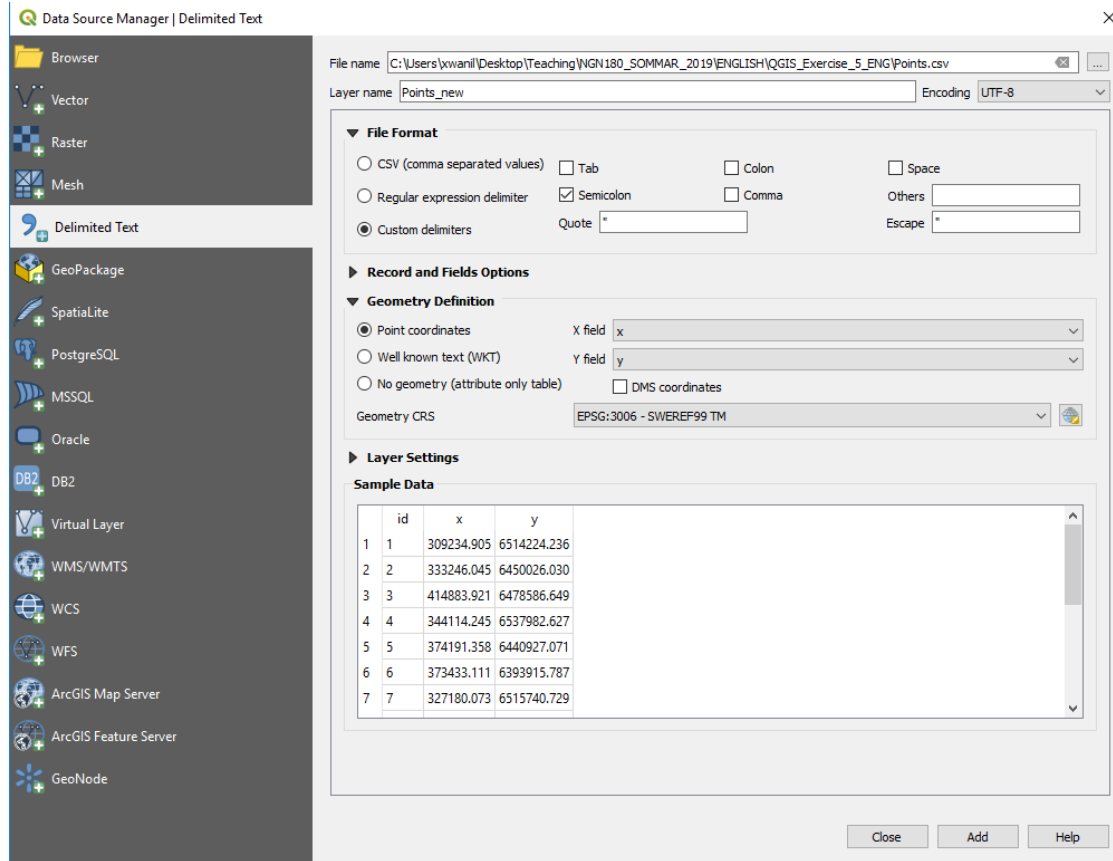 Data Source Manager | Delimited Text
Browser
Vector
Raster
Mesh
Delimited Text
GeoPackage
SpatiaLite
PostgreSQL
MSSQL
Oracle
DB2 DB2
Virtual Layer
WMS/WMTS
WCS
WFS
ArcGIS Map Server
ArcGIS Feature Server
GeoNode
File name C:\Users\xwanil\Desktop\Teaching\NGN180_SOMMAR_2019\ENGLISH\QGIS_Exercise_5_ENG\Points.csv ...
Layer name Points_new Encoding UTF-8
File Format
CSV (comma separated values) Tab Colon Space
Regular expression delimiter Semicolon Comma Others
Custom delimiters Quote " Escape "
Record and Fields Options
Geometry Definition
Point coordinates X field x
Well known text (WKT) Y field y
No geometry (attribute only table) DMS coordinates
Geometry CRS EPSG:3006 - SWEREF99 TM
Layer Settings
Sample Data
id x y
1 1 309234.905 6514224.236
2 2 333246.045 6450026.030
3 3 414883.921 6478586.649
4 4 344114.245 6537982.627
5 5 374191.358 6440927.071
6 6 373433.111 6393915.787
7 7 327180.073 6515740.729
Close Add Help